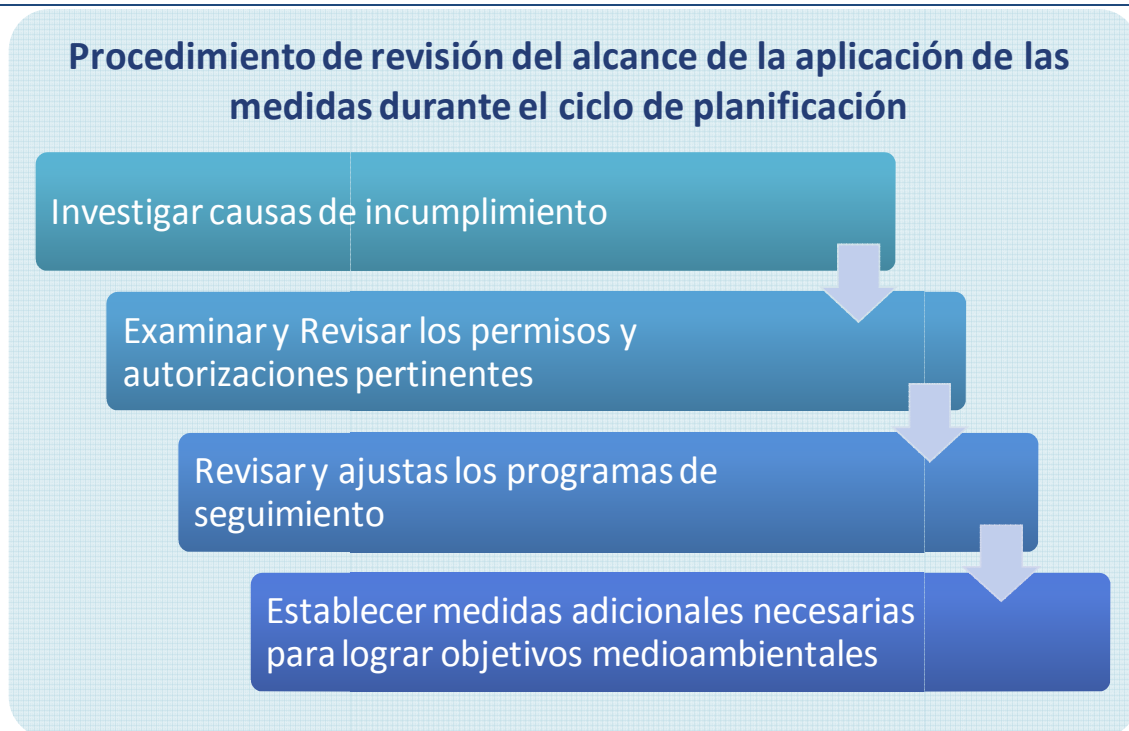 Procedimiento de revisión del alcance de la aplicación de las
medidas durante el ciclo de planificación
Investigar causas de incumplimiento
Examinar y Revisar los permisos y
autorizaciones pertinentes
Revisar y ajustas los programas de
seguimiento
Establecer medidas adicionales necesarias
para lograr objetivos medioambientales